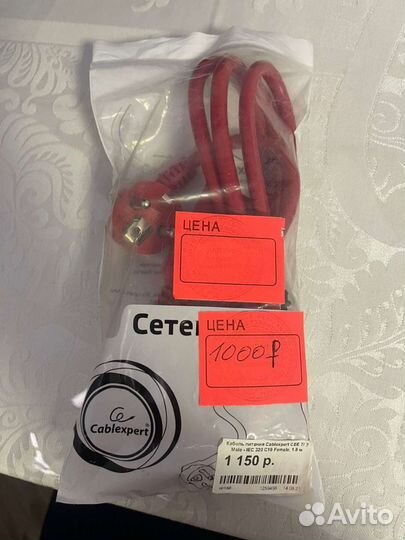 ЦЕНА
Сете
ЦЕНА
1000₽
Cablexpert
Кабель питания Cablexpert CEE 7/7
Male - IEC 320 C19 Female, 1.8 м
1 150 р.
Avito